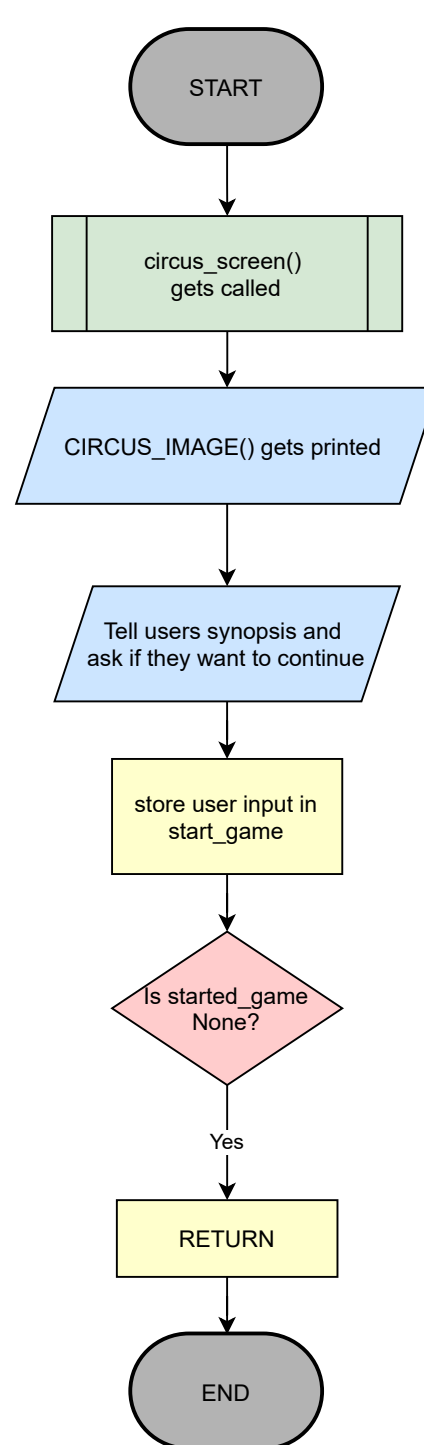 START
circus_screen()
gets called
CIRCUS_IMAGE() gets printed
Tell users synopsis and
ask if they want to continue
store user input in
start_game
Is started_game
None?
Yes
RETURN
END